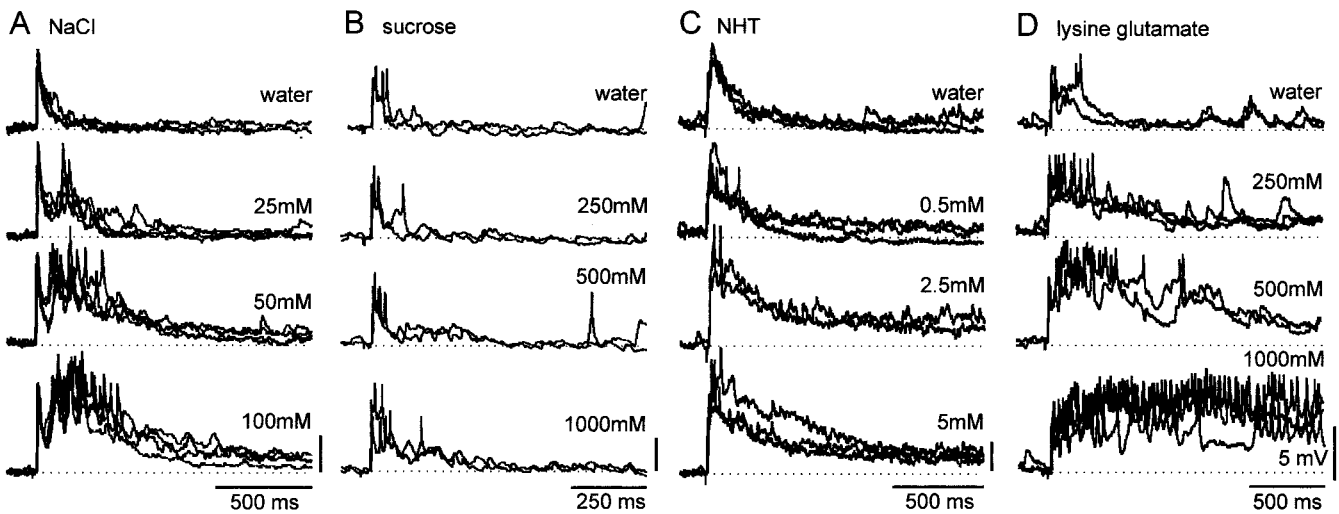 A NaCl
water
25mM
50mM
100mM
500 ms
B sucrose
water
250mM
500mM
1000mM
250 ms
C NHT
water
0.5mM
2.5mM
5mM
500 ms
D lysine glutamate
water
250mM
500mM
1000mM
5 mV
500 ms